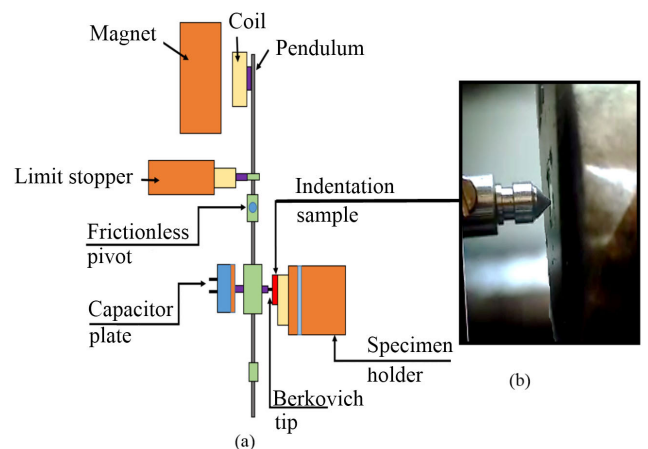 Coil
Magnet
Pendulum
Limit stopper
Indentation
sample
Frictionless
pivot
Capacitor
plate
Specimen
holder
Berkovich
tip
(a)
(b)